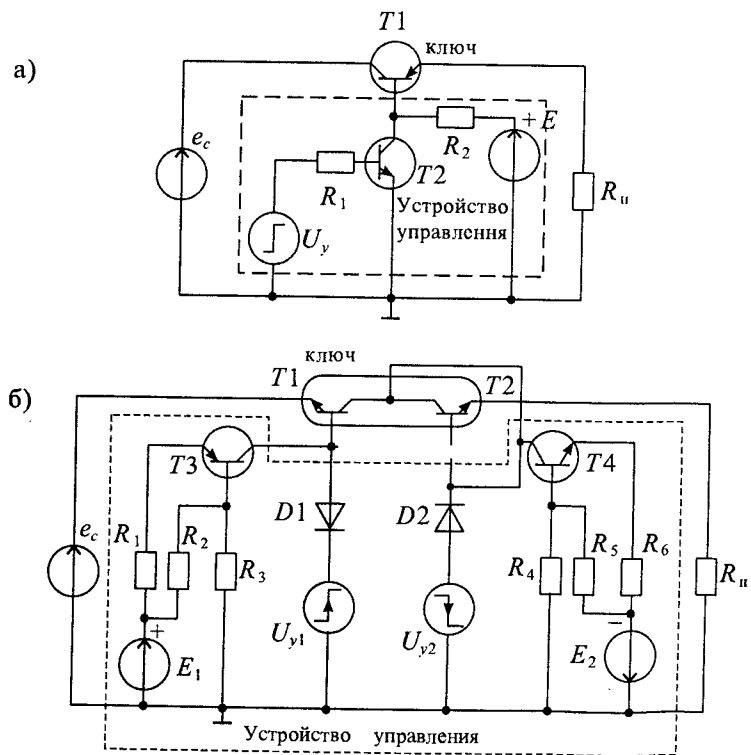 а)
T1
ключ
e_c
R_1
T2
R_2
+ E
R_н
U_y
Устройство
управления
б)
ключ
T1
T2
T3
T4
e_c
R_1
R_2
R_3
D1
D2
R_4
R_5
R_6
R_н
+
E_1
U_y1
U_y2
−
E_2
Устройство управления